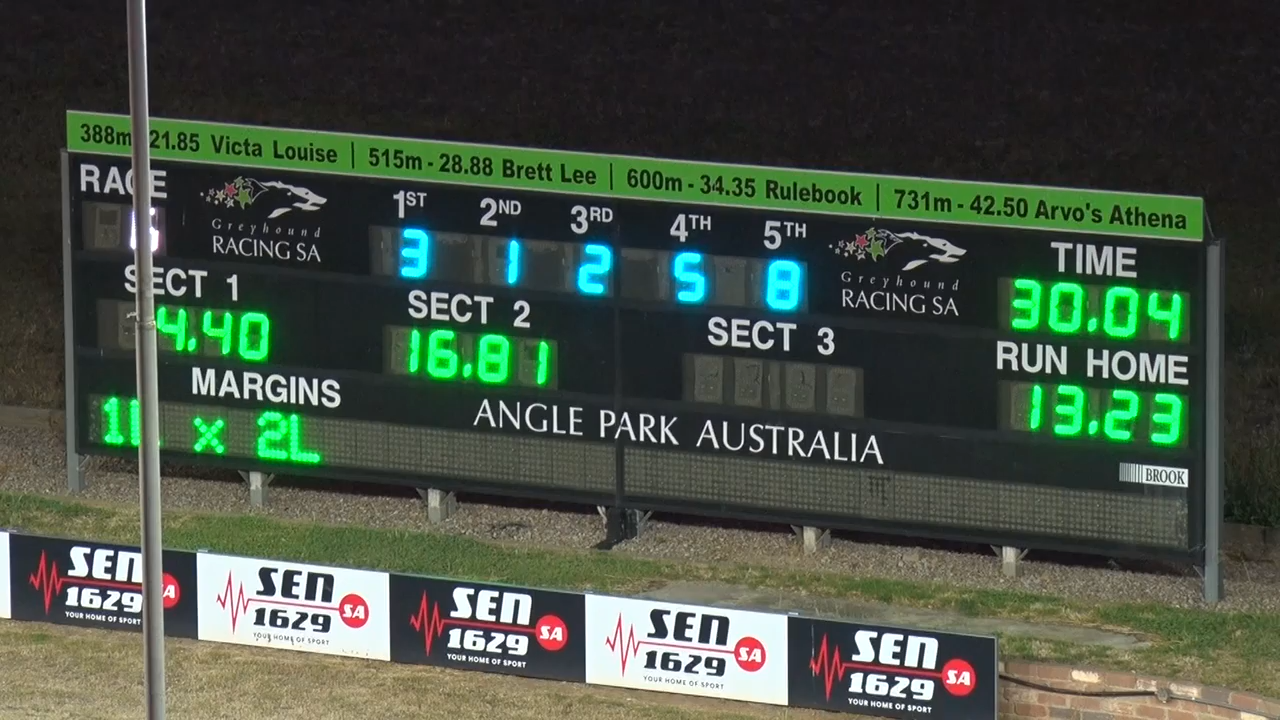 388m 21.85 Victa Louise | 515m - 28.88 Brett Lee | 600m - 34.35 Rulebook | 731m - 42.50 Arvo's Athena
RACE
Greyhound
RACING SA
1ST 2ND 3RD 4TH 5TH
3 1 2 5 8
Greyhound
RACING SA
TIME
30.04
SECT 1
4.40
SECT 2
16.81
SECT 3
RUN HOME
13.23
MARGINS
x 2L
ANGLE PARK AUSTRALIA
BROOK
SEN
1629 SA
YOUR HOME OF SPORT
SEN
1629 SA
YOUR HOME OF SPORT
SEN
1629 SA
YOUR HOME OF SPORT
SEN
1629 SA
YOUR HOME OF SPORT
SEN
1629 SA
YOUR HOME OF SPORT